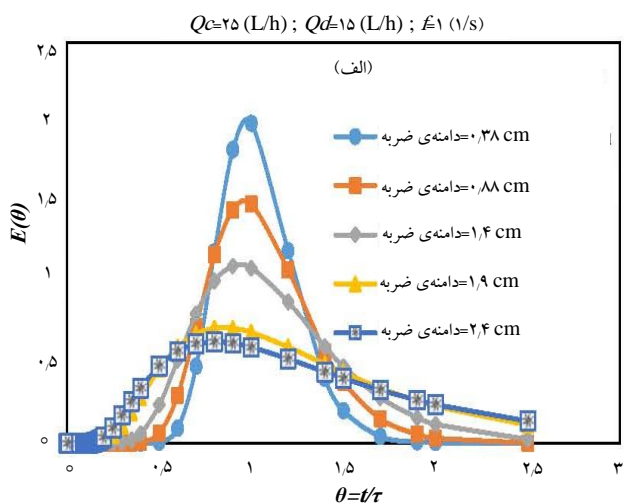 Qc=۲۵ (L/h) ; Qd=۱۵ (L/h) ; f=۱ (۱/s)
(الف)
دامنه‌ی ضربه=۰٫۳۸ cm
دامنه‌ی ضربه=۰٫۸۸ cm
دامنه‌ی ضربه=۱٫۴ cm
دامنه‌ی ضربه=۱٫۹ cm
دامنه‌ی ضربه=۲٫۴ cm
E(θ)
۲٫۵
۲
۱٫۵
۱
۰٫۵
۰
۰ ۰٫۵ ۱ ۱٫۵ ۲ ۲٫۵ ۳
θ=t/τ